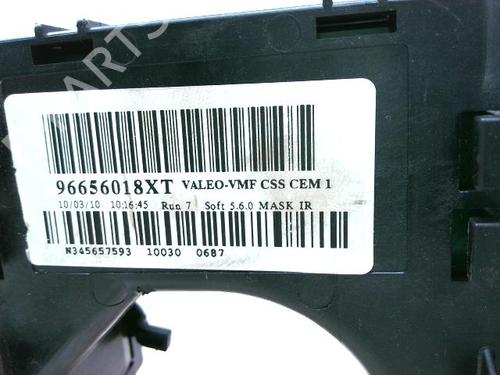 PARTS
96656018XT VALEO-VMF CSS CEM 1
10/03/10 10:16:45 Run 7 Soft 5.6.0 MASK IR
N345657593 10030 0687